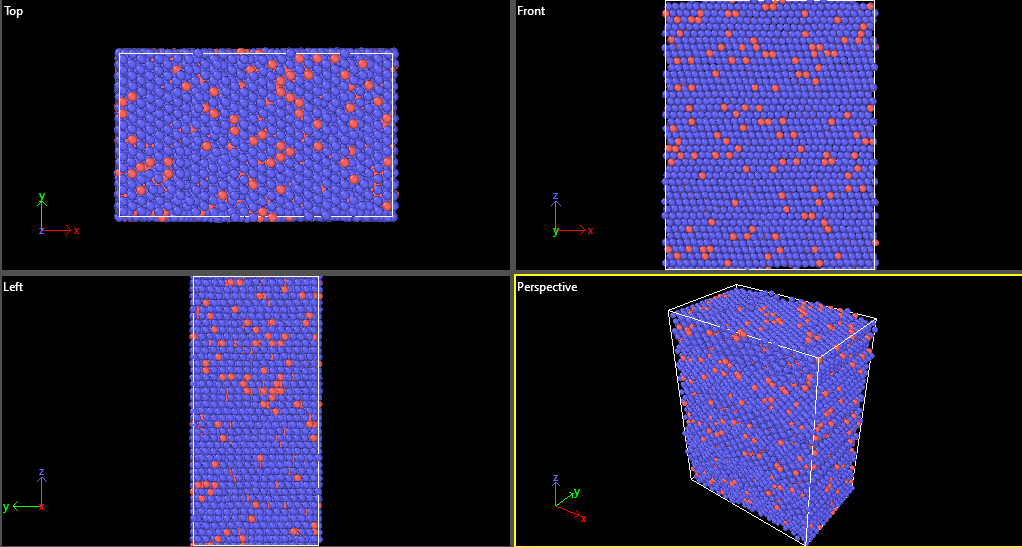 Top
y
z x
Front
z
y x
Left
z
y x
Perspective
z
y
x